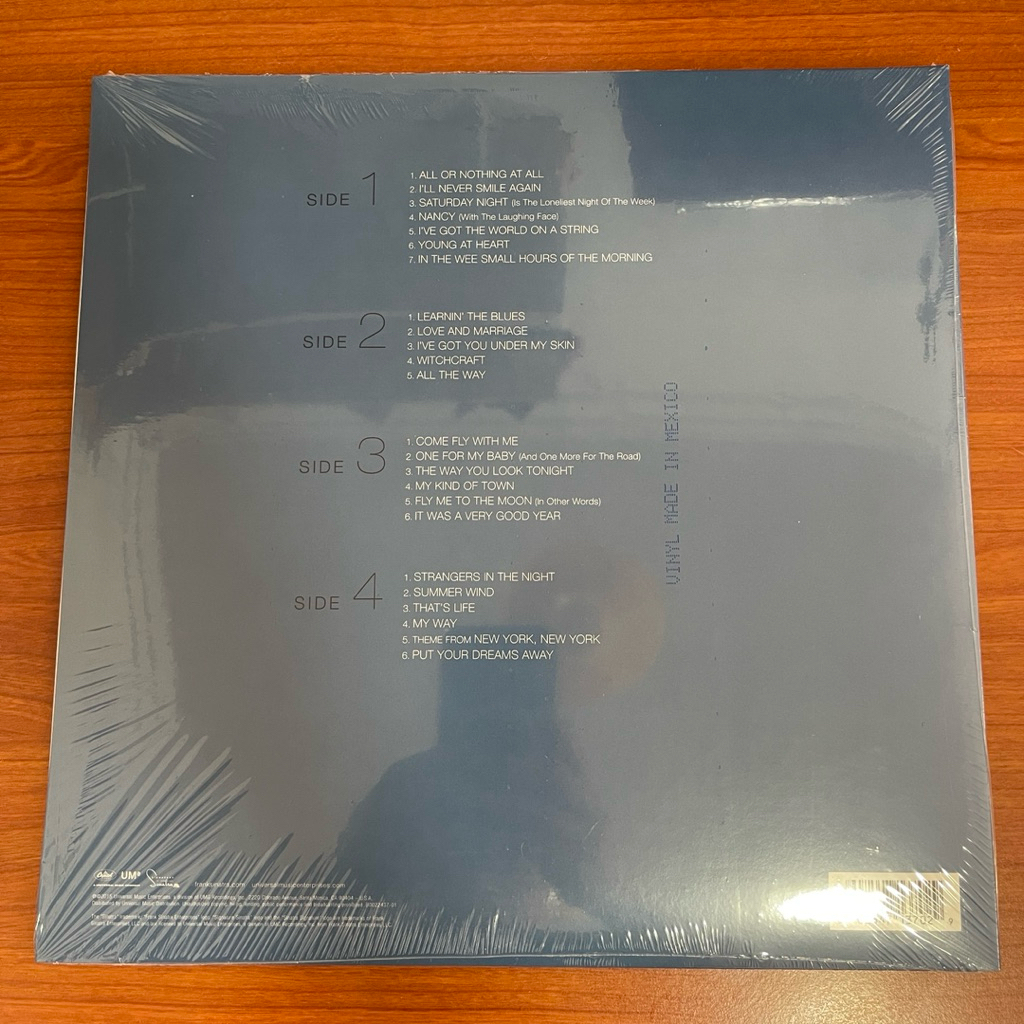 SIDE 1
1. ALL OR NOTHING AT ALL
2. I'LL NEVER SMILE AGAIN
3. SATURDAY NIGHT (Is The Loneliest Night Of The Week)
4. NANCY (With The Laughing Face)
5. I'VE GOT THE WORLD ON A STRING
6. YOUNG AT HEART
7. IN THE WEE SMALL HOURS OF THE MORNING
SIDE 2
1. LEARNIN' THE BLUES
2. LOVE AND MARRIAGE
3. I'VE GOT YOU UNDER MY SKIN
4. WITCHCRAFT
5. ALL THE WAY
SIDE 3
1. COME FLY WITH ME
2. ONE FOR MY BABY (And One More For The Road)
3. THE WAY YOU LOOK TONIGHT
4. MY KIND OF TOWN
5. FLY ME TO THE MOON (In Other Words)
6. IT WAS A VERY GOOD YEAR
SIDE 4
1. STRANGERS IN THE NIGHT
2. SUMMER WIND
3. THAT'S LIFE
4. MY WAY
5. THEME FROM NEW YORK, NEW YORK
6. PUT YOUR DREAMS AWAY
VINYL MADE IN MEXICO
UMe
franksinatra.com universalmusicenterprises.com